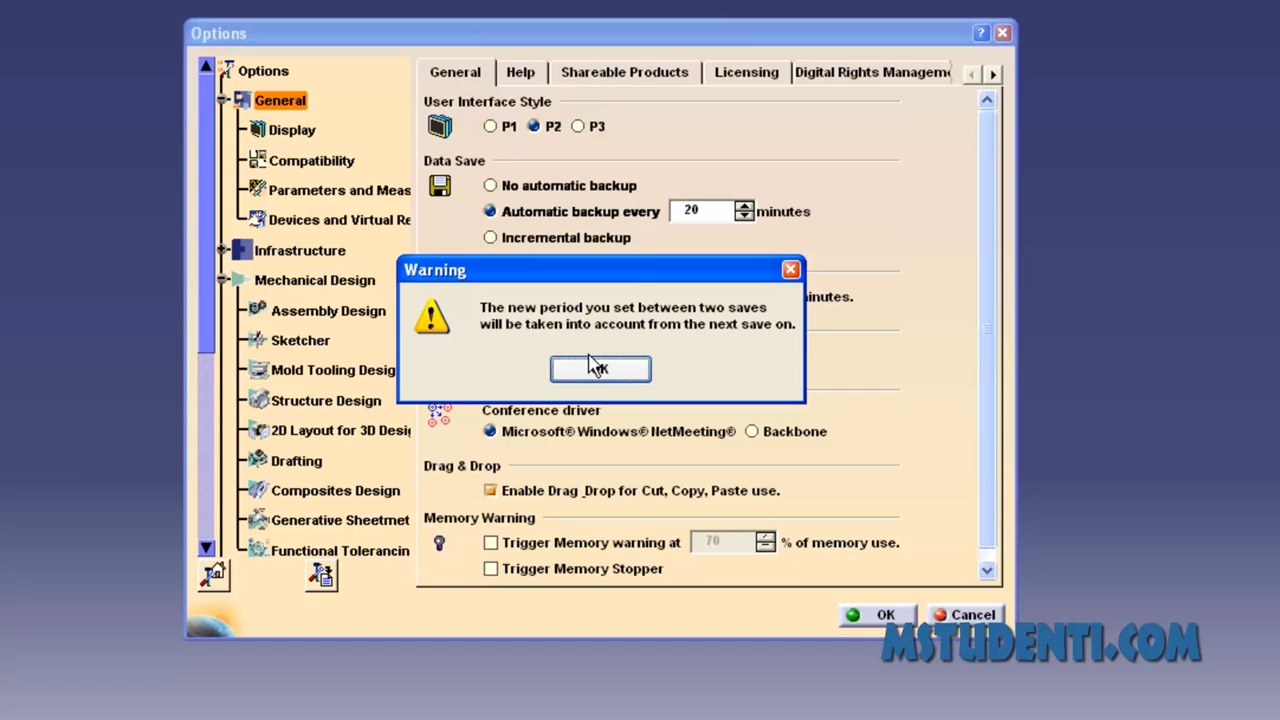 Options
Options
General
Display
Compatibility
Parameters and Meas
Devices and Virtual Re
Infrastructure
Mechanical Design
Assembly Design
Sketcher
Mold Tooling Desig
Structure Design
2D Layout for 3D Desig
Drafting
Composites Design
Generative Sheetmet
Functional Tolerancin
General Help Shareable Products Licensing Digital Rights Manageme
User Interface Style
P1 P2 P3
Data Save
No automatic backup
Automatic backup every 20 minutes
Incremental backup
Warning
The new period you set between two saves
will be taken into account from the next save on.
Conference driver
Microsoft®Windows® NetMeeting® Backbone
Drag & Drop
Enable Drag _Drop for Cut, Copy, Paste use.
Memory Warning
Trigger Memory warning at 70 % of memory use.
Trigger Memory Stopper
OK Cancel
MSTUDENTI.COM